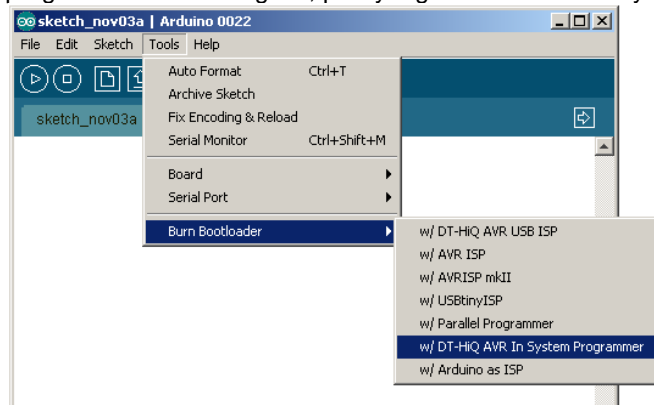 sketch_nov03a | Arduino 0022
File Edit Sketch Tools Help
Auto Format Ctrl+T
Archive Sketch
Fix Encoding & Reload
Serial Monitor Ctrl+Shift+M
sketch_nov03a
Board
Serial Port
Burn Bootloader
w/ DT-HiQ AVR USB ISP
w/ AVR ISP
w/ AVRISP mkII
w/ USBtinyISP
w/ Parallel Programmer
w/ DT-HiQ AVR In System Programmer
w/ Arduino as ISP